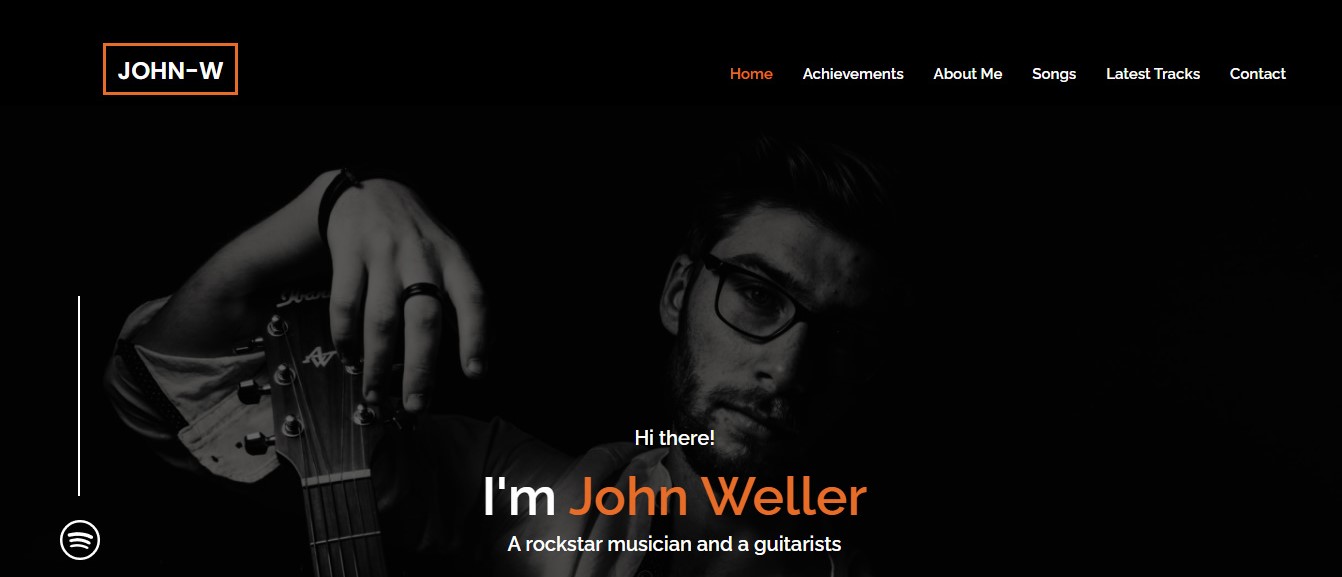 JOHN-W
Home Achievements About Me Songs Latest Tracks Contact
Hi there!
I'm John Weller
A rockstar musician and a guitarists